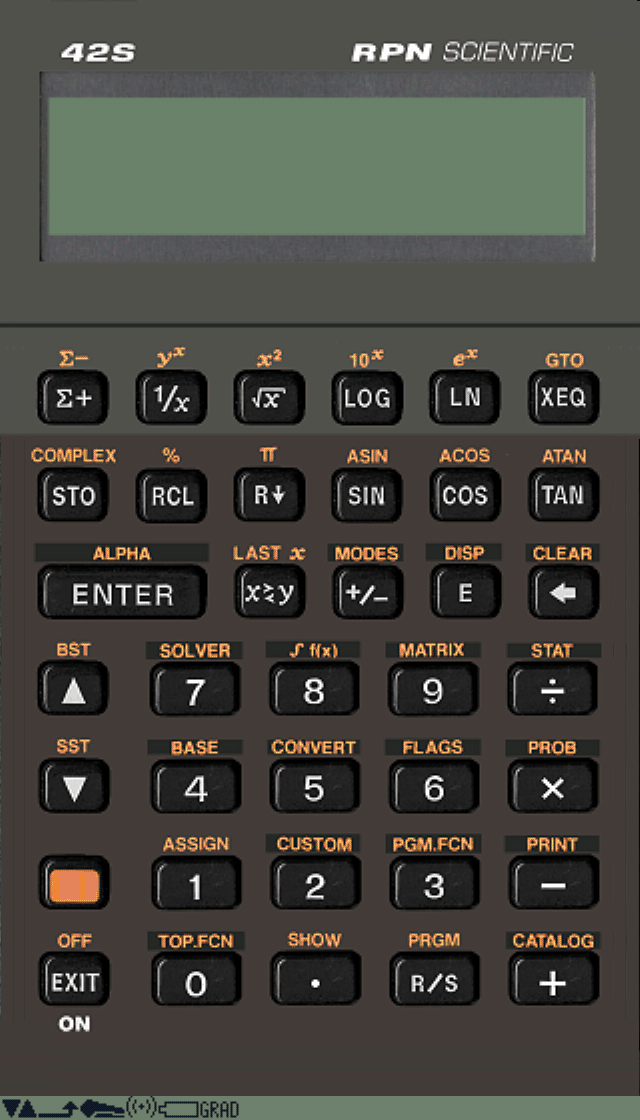 42S RPN SCIENTIFIC
Σ− yˣ x² 10ˣ eˣ GTO
Σ+ 1/x √x LOG LN XEQ
COMPLEX % π ASIN ACOS ATAN
STO RCL R↓ SIN COS TAN
ALPHA LAST x MODES DISP CLEAR
ENTER x≷y +/− E ←
BST SOLVER ∫ f(x) MATRIX STAT
▲ 7 8 9 ÷
SST BASE CONVERT FLAGS PROB
▼ 4 5 6 ×
ASSIGN CUSTOM PGM.FCN PRINT
1 2 3 −
OFF TOP.FCN SHOW PRGM CATALOG
EXIT 0 · R/S +
ON
GRAD